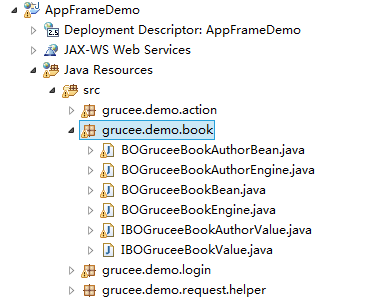 AppFrameDemo
Deployment Descriptor: AppFrameDemo
JAX-WS Web Services
Java Resources
src
grucee.demo.action
grucee.demo.book
BOGruceeBookAuthorBean.java
BOGruceeBookAuthorEngine.java
BOGruceeBookBean.java
BOGruceeBookEngine.java
IBOGruceeBookAuthorValue.java
IBOGruceeBookValue.java
grucee.demo.login
grucee.demo.request.helper